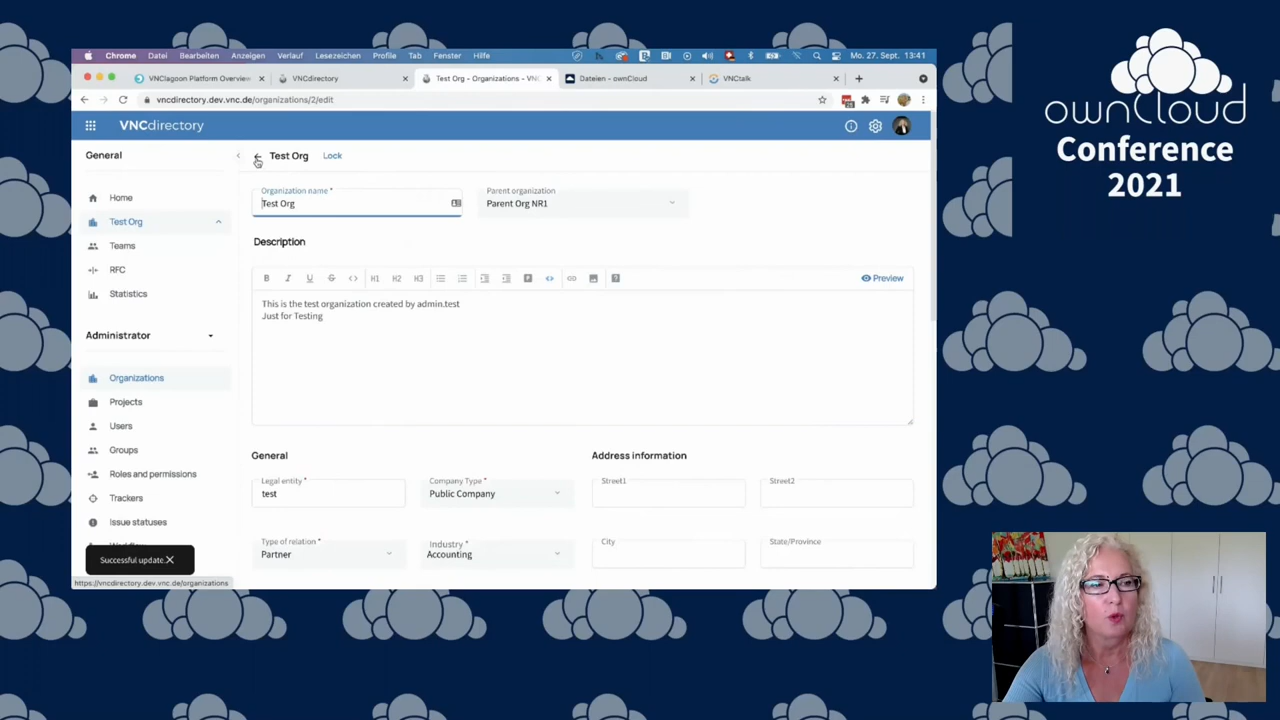 Chrome Datei Bearbeiten Anzeigen Verlauf Lesezeichen Profile Tab Fenster Hilfe Mo. 27. Sept. 13:41
VNClagoon Platform Overview VNCdirectory Test Org - Organizations - VNC Dateien - ownCloud VNCtalk
vncdirectory.dev.vnc.de/organizations/2/edit
VNCdirectory
General
Home
Test Org
Teams
RFC
Statistics
Administrator
Organizations
Projects
Users
Groups
Roles and permissions
Trackers
Issue statuses
Successful update.
https://vncdirectory.dev.vnc.de/organizations
Test Org Lock
Organization name * Parent organization
Test Org Parent Org NR1
Description
B I U S H1 H2 H3 Preview
This is the test organization created by admin.test
Just for Testing
General Address information
Legal entity * Company Type * Street1 Street2
test Public Company
Type of relation * Industry * City State/Province
Partner Accounting
ownCloud
Conference
2021